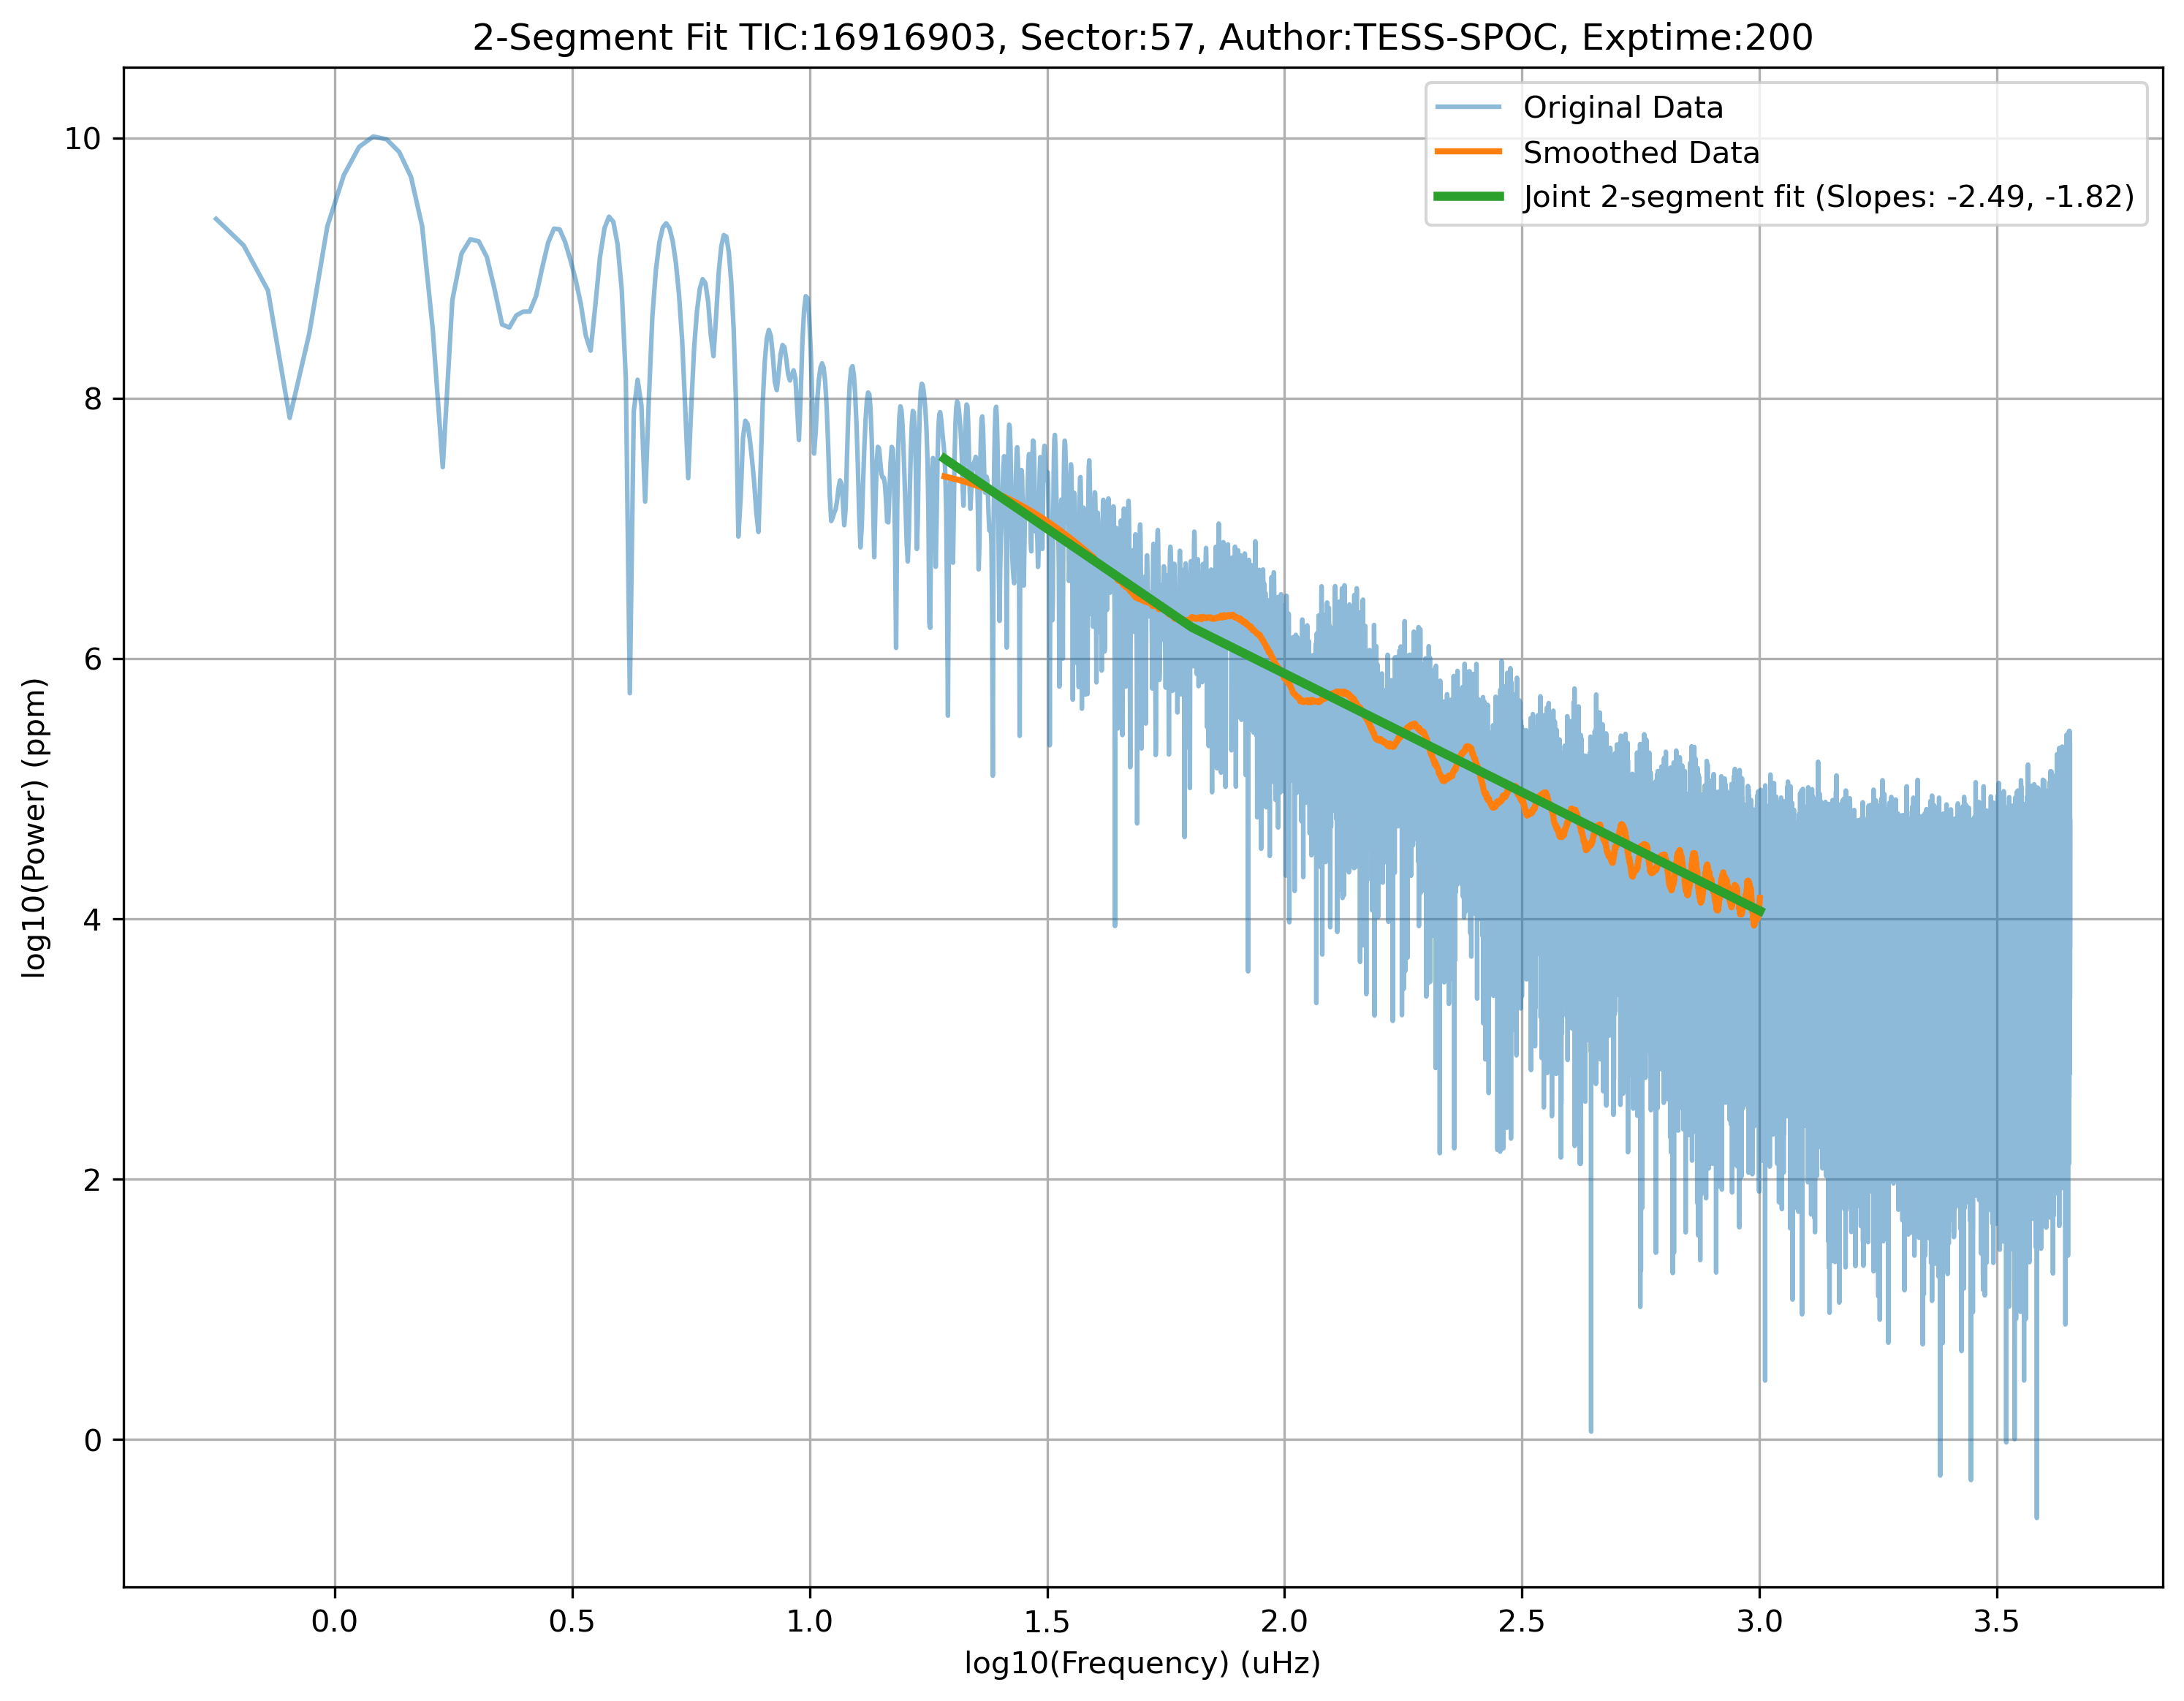 2-Segment Fit TIC:16916903, Sector:57, Author:TESS-SPOC, Exptime:200
Original Data
Smoothed Data
Joint 2-segment fit (Slopes: -2.49, -1.82)
10
8
6
4
2
0
log10(Power) (ppm)
0.0 0.5 1.0 1.5 2.0 2.5 3.0 3.5
log10(Frequency) (uHz)